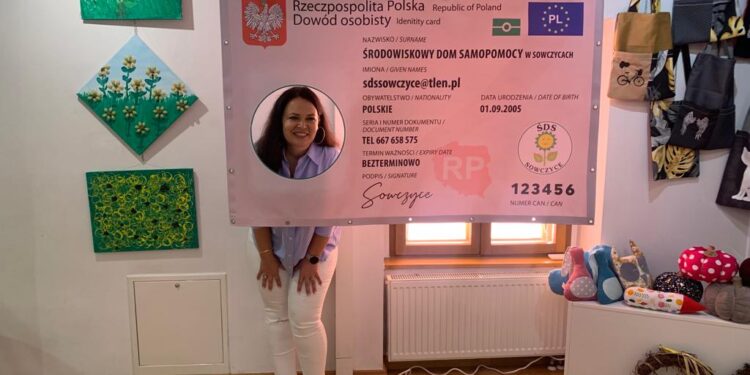 Rzeczpospolita Polska Republic of Poland
Dowód osobisty Identity card
PL
NAZWISKO / SURNAME
ŚRODOWISKOWY DOM SAMOPOMOCY W SOWCZYCACH
IMIONA / GIVEN NAMES
sdssowczyce@tlen.pl
OBYWATELSTWO / NATIONALITY
POLSKIE
DATA URODZENIA / DATE OF BIRTH
01.09.2005
SERIA I NUMER DOKUMENTU /
DOCUMENT NUMBER
TEL 667 658 575
TERMIN WAŻNOŚCI / EXPIRY DATE
BEZTERMINOWO
PODPIS / SIGNATURE
Sowczyce
RP
SDS
SOWCZYCE
123456
NUMER CAN / CAN